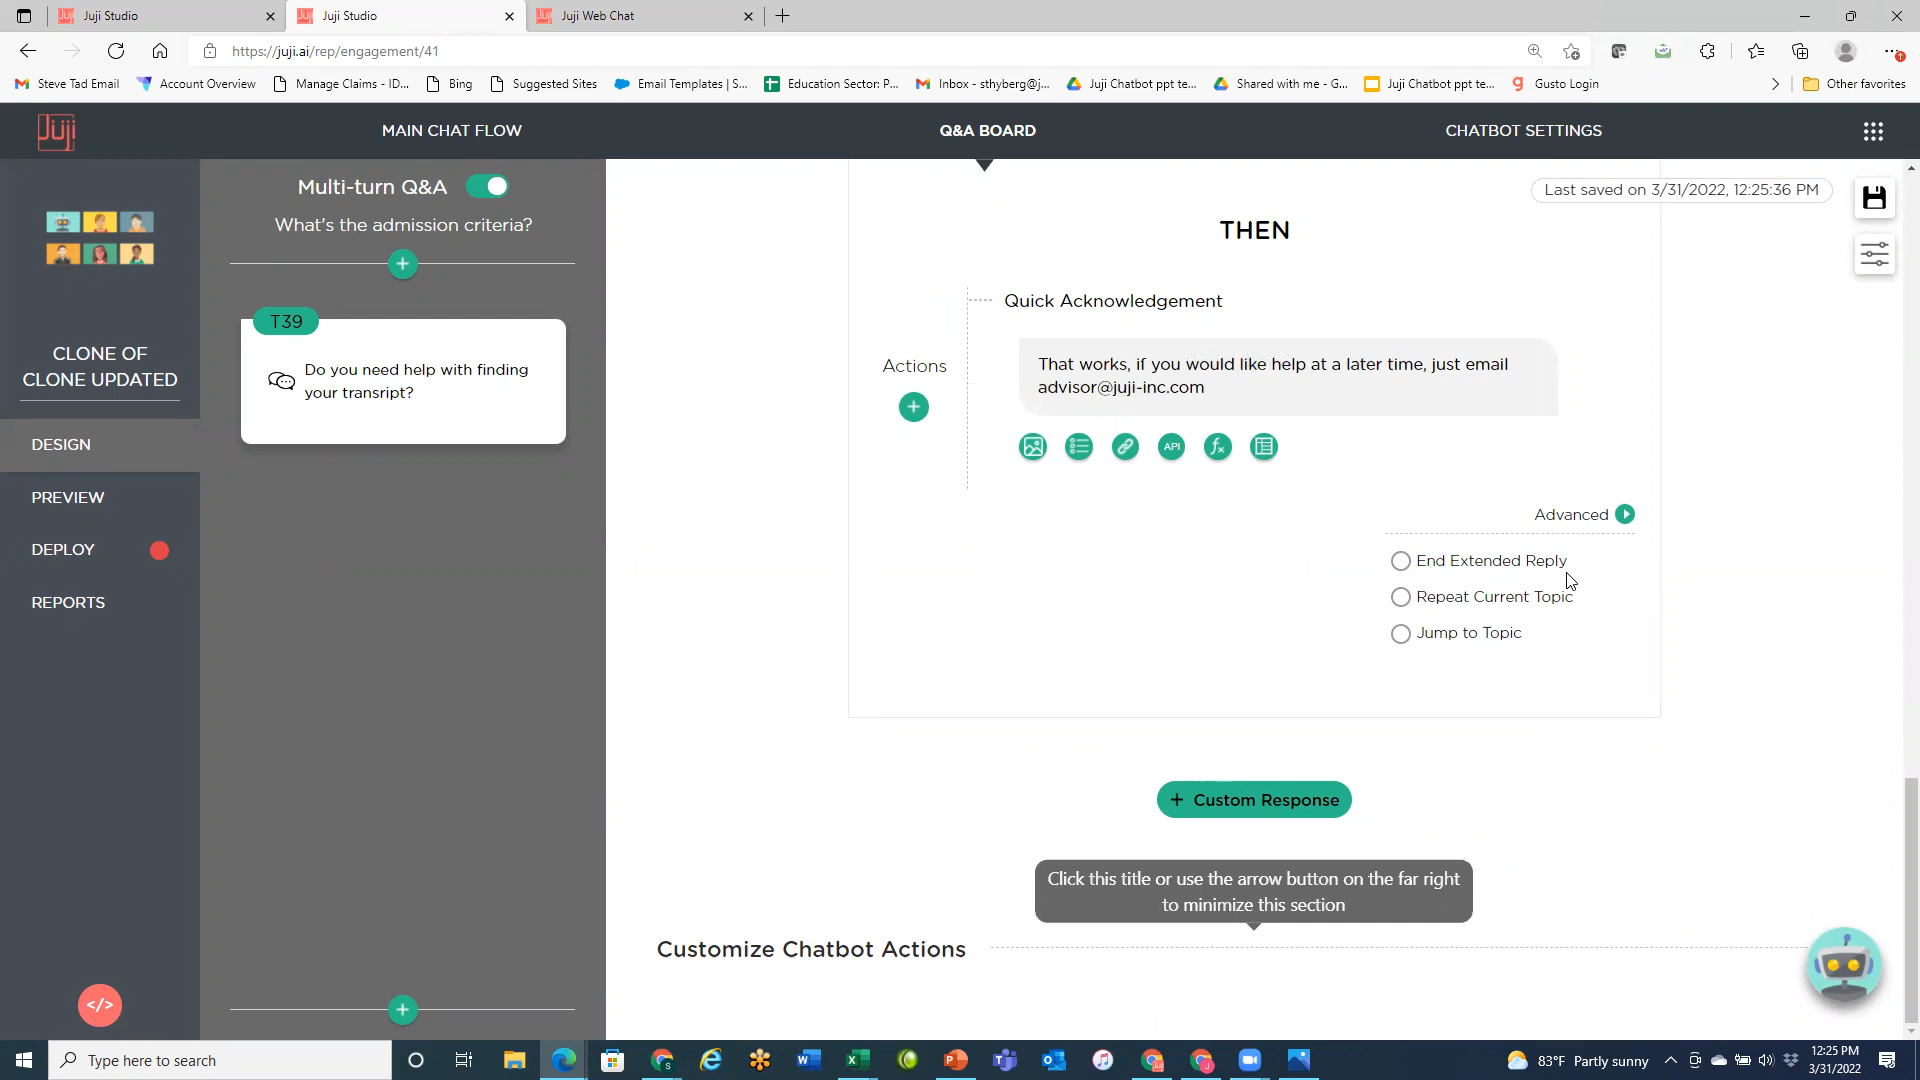 Juji Studio
Juji Studio
Juji Web Chat
https://juji.ai/rep/engagement/41
Steve Tad Email
Account Overview
Manage Claims - ID...
Bing
Suggested Sites
Email Templates | S...
Education Sector: P...
Inbox - sthyberg@j...
Juji Chatbot ppt te...
Shared with me - G...
Juji Chatbot ppt te...
Gusto Login
Other favorites
Juji
MAIN CHAT FLOW
Q&A BOARD
CHATBOT SETTINGS
Multi-turn Q&A
What's the admission criteria?
Last saved on 3/31/2022, 12:25:36 PM
THEN
T39
Do you need help with finding
your transript?
CLONE OF
CLONE UPDATED
DESIGN
PREVIEW
DEPLOY
REPORTS
Quick Acknowledgement
Actions
That works, if you would like help at a later time, just email
advisor@juji-inc.com
API
fx
Advanced
End Extended Reply
Repeat Current Topic
Jump to Topic
+ Custom Response
Click this title or use the arrow button on the far right
to minimize this section
Customize Chatbot Actions
</>
Type here to search
83°F Partly sunny
12:25 PM
3/31/2022